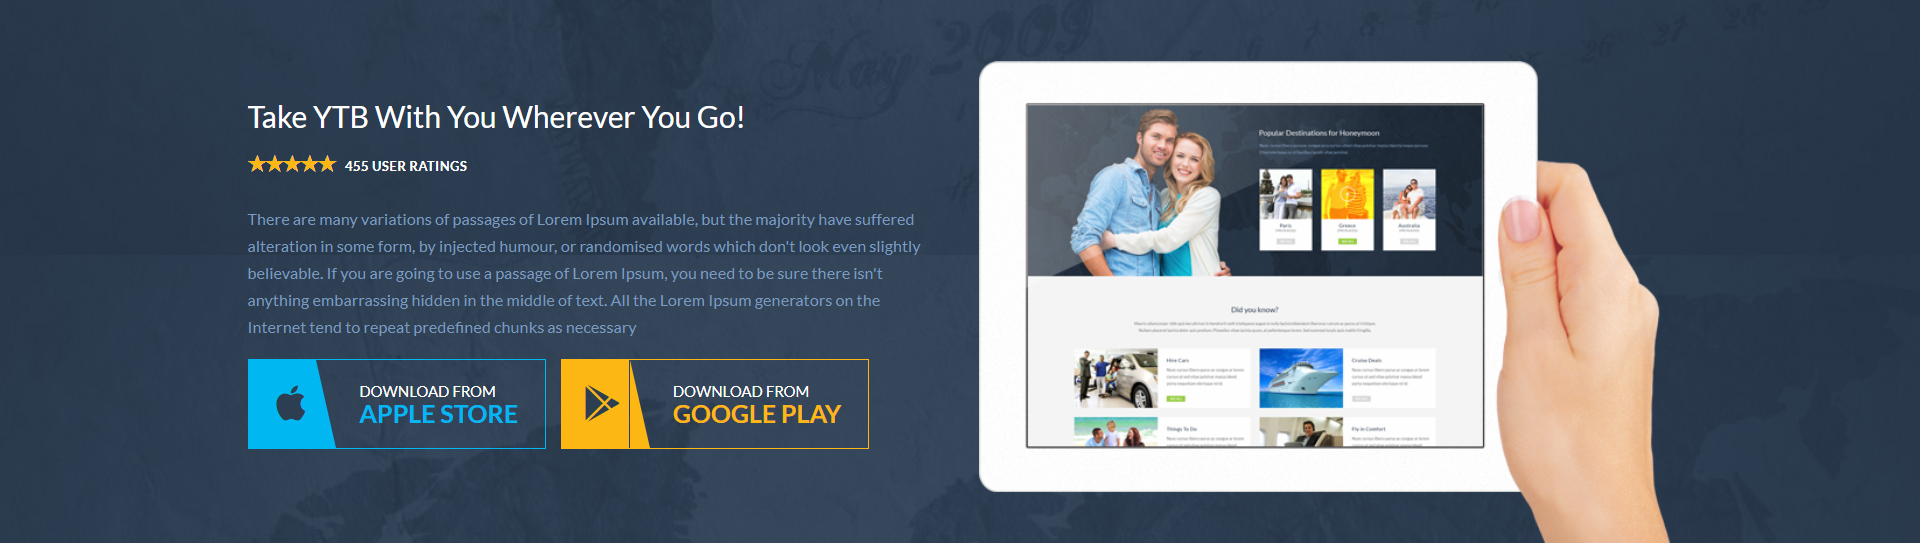 May 2009
26
27
28
Take YTB With You Wherever You Go!
455 USER RATINGS
There are many variations of passages of Lorem Ipsum available, but the majority have suffered
alteration in some form, by injected humour, or randomised words which don't look even slightly
believable. If you are going to use a passage of Lorem Ipsum, you need to be sure there isn't
anything embarrassing hidden in the middle of text. All the Lorem Ipsum generators on the
Internet tend to repeat predefined chunks as necessary
DOWNLOAD FROM
APPLE STORE
DOWNLOAD FROM
GOOGLE PLAY
Popular Destinations for Honeymoon
Paris
Greece
Australia
Did you know?
Hire Cars
Cruise Deals
Things To Do
Fly in Comfort